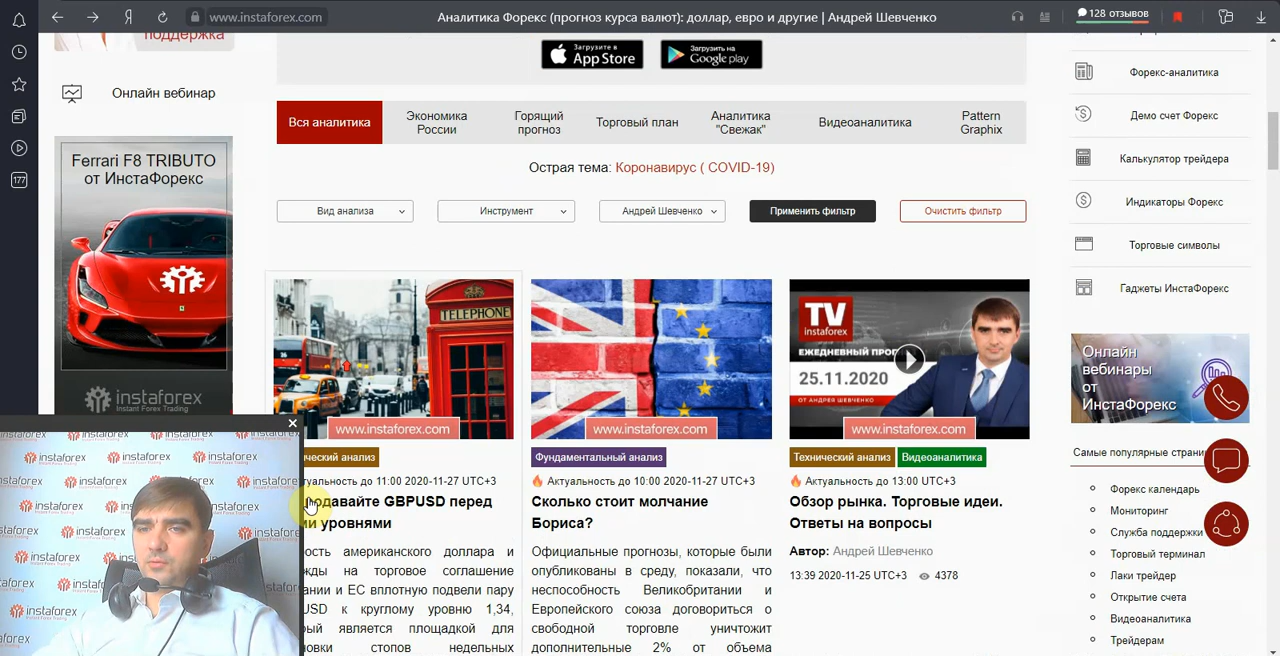 www.instaforex.com
Аналитика Форекс (прогноз курса валют): доллар, евро и другие | Андрей Шевченко
128 отзывов
поддержка
Загрузите в
App Store
Загрузить на
Google play
Онлайн вебинар
Вся аналитика
Экономика
России
Горящий
прогноз
Торговый план
Аналитика
"Свежак"
Видеоаналитика
Pattern
Graphix
Острая тема: Коронавирус ( COVID-19)
Вид анализа
Инструмент
Андрей Шевченко
Применить фильтр
Очистить фильтр
177
Ferrari F8 TRIBUTO
от ИнстаФорекс
instaforex
Instant Forex Trading
TELEPHONE
www.instaforex.com
ческий анализ
туальность до 11:00 2020-11-27 UTC+3
одавайте GBPUSD перед
ми уровнями
ость американского доллара и
жды на торговое соглашение
ании и ЕС вплотную подвели пару
USD к круглому уровню 1,34,
рый является площадкой для
новки стопов недельных
www.instaforex.com
Фундаментальный анализ
Актуальность до 10:00 2020-11-27 UTC+3
Сколько стоит молчание
Бориса?
Официальные прогнозы, которые были
опубликованы в среду, показали, что
неспособность Великобритании и
Европейского союза договориться о
свободной торговле уничтожит
дополнительные 2% от объема
TV
instaforex
ЕЖЕДНЕВНЫЙ ПРОГ
25.11.2020
ОТ АНДРЕЯ ШЕВЧЕНКО
www.instaforex.com
Технический анализ
Видеоаналитика
Актуальность до 13:00 UTC+3
Обзор рынка. Торговые идеи.
Ответы на вопросы
Автор: Андрей Шевченко
13:39 2020-11-25 UTC+3
4378
Форекс-аналитика
Демо счет Форекс
Калькулятор трейдера
Индикаторы Форекс
Торговые символы
Гаджеты ИнстаФорекс
Онлайн
вебинары
от
ИнстаФорекс
Самые популярные страни
Форекс календарь
Мониторинг
Служба поддержки
Торговый терминал
Лаки трейдер
Открытие счета
Видеоаналитика
Трейдерам